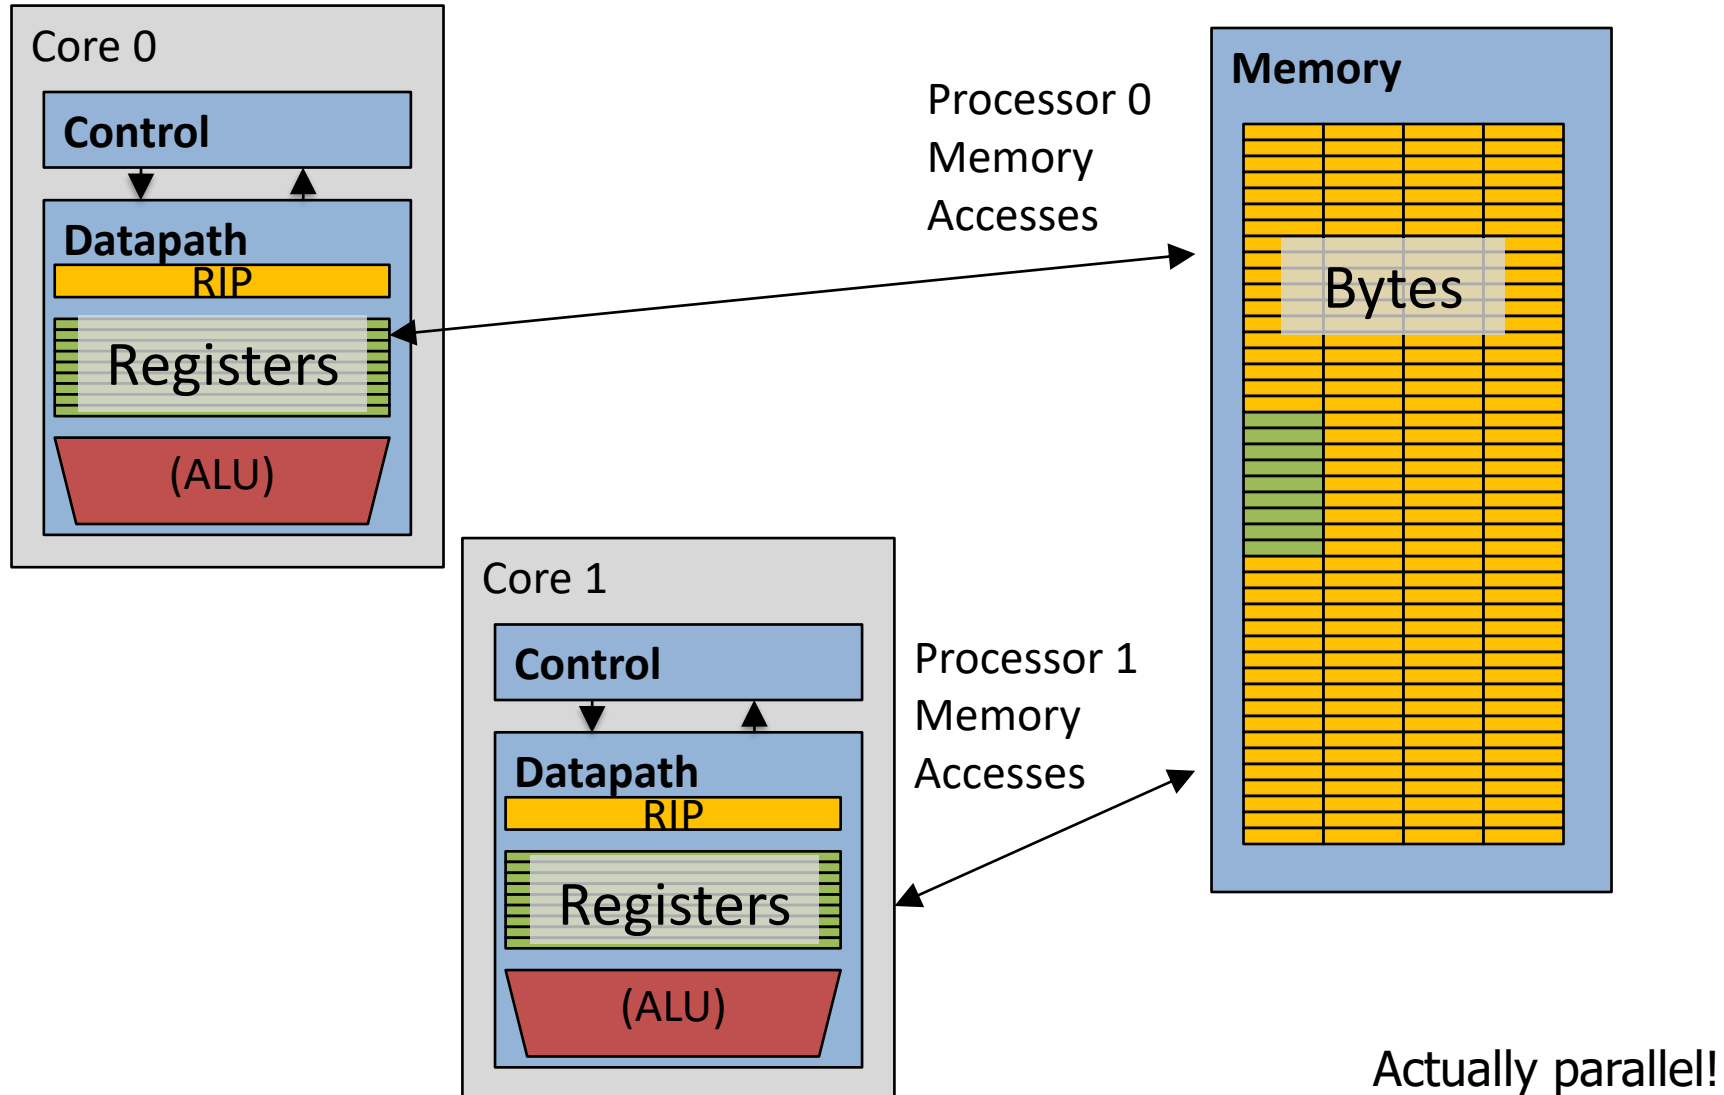 Core 0
Control
Datapath
RIP
Registers
(ALU)
Processor 0
Memory
Accesses
Memory
Bytes
Core 1
Control
Datapath
RIP
Registers
(ALU)
Processor 1
Memory
Accesses
Actually parallel!